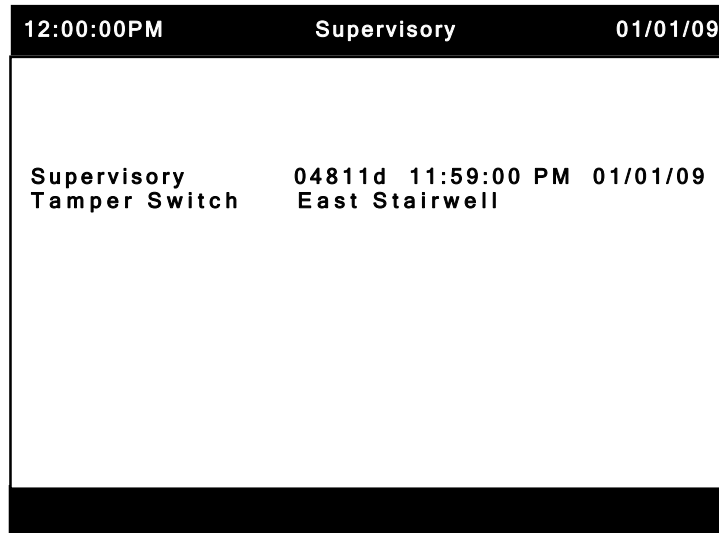 12:00:00PM Supervisory 01/01/09
Supervisory 04811d 11:59:00 PM 01/01/09
Tamper Switch East Stairwell